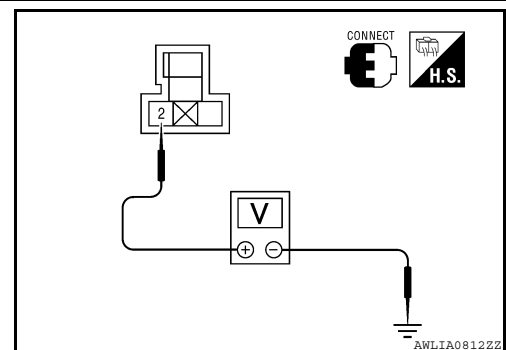 CONNECT
H.S.
2
V
+ −
AWLIA0812ZZ